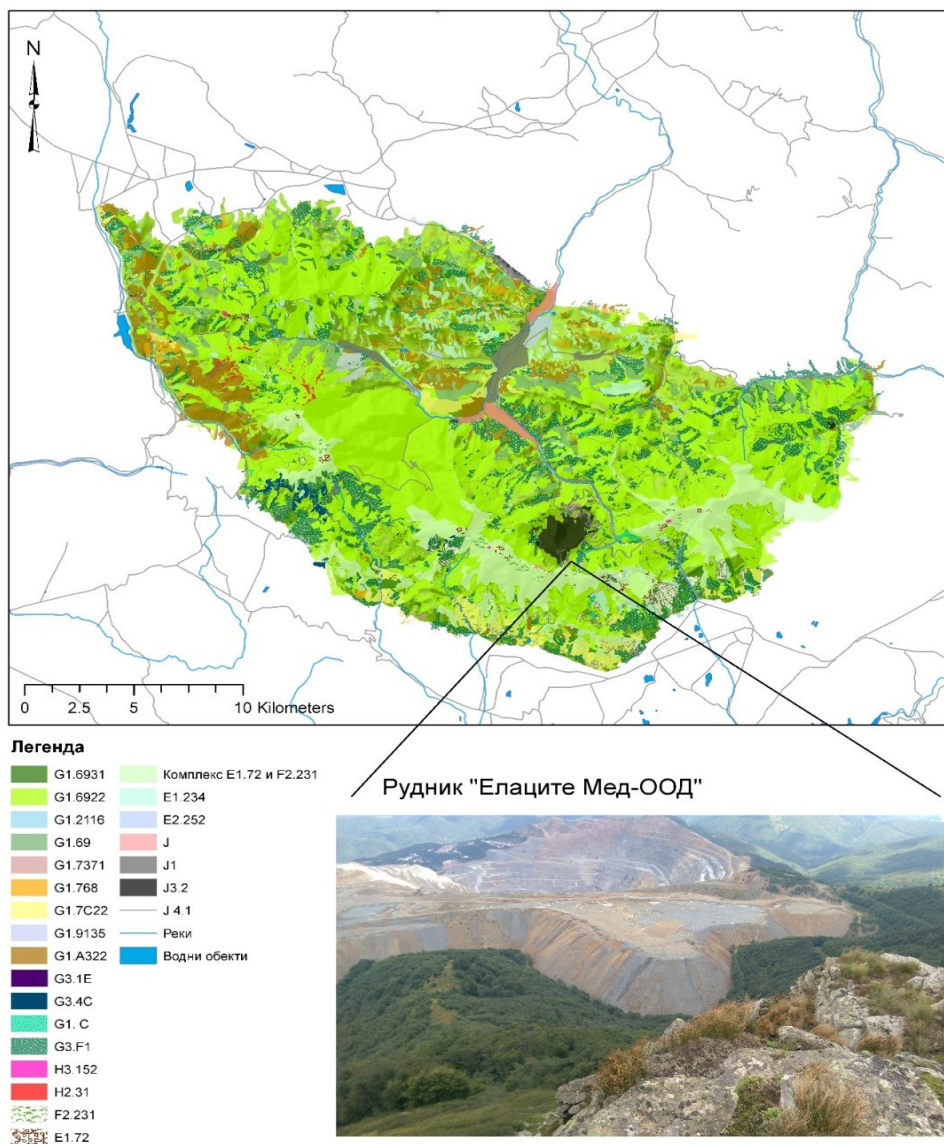 N
0 2.5 5 10 Kilometers
Легенда
G1.6931
G1.6922
G1.2116
G1.69
G1.7371
G1.768
G1.7C22
G1.9135
G1.A322
G3.1E
G3.4C
G1. C
G3.F1
H3.152
H2.31
F2.231
E1.72
Комплекс E1.72 и F2.231
E1.234
E2.252
J
J1
J3.2
J 4.1
Реки
Водни обекти
Рудник "Елаците Мед-ООД"